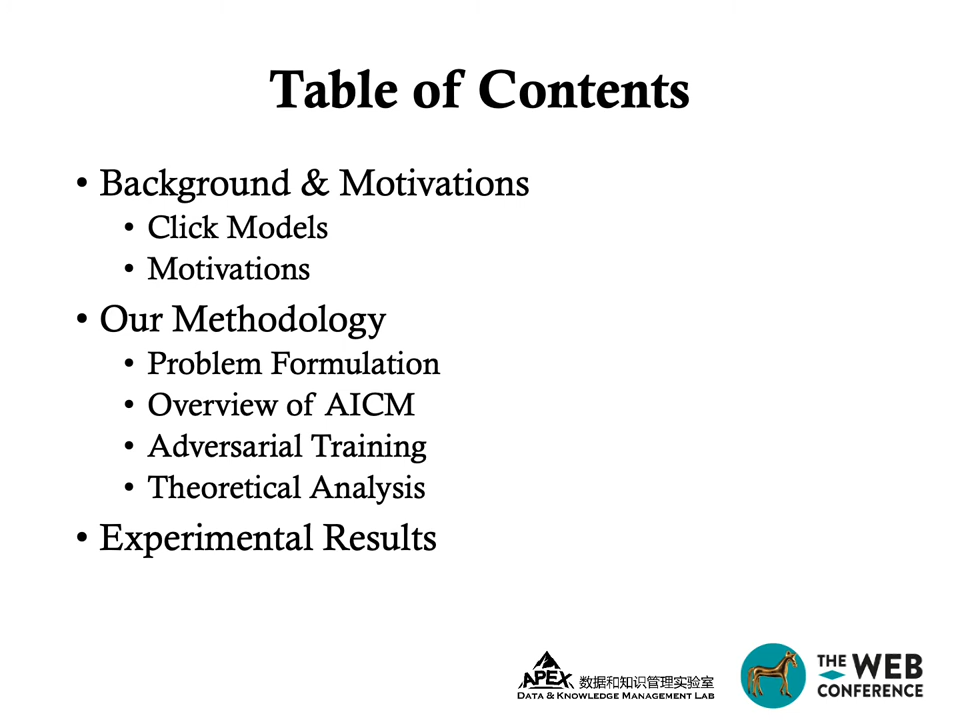 Table of Contents
• Background & Motivations
• Click Models
• Motivations
• Our Methodology
• Problem Formulation
• Overview of AICM
• Adversarial Training
• Theoretical Analysis
• Experimental Results
APEX 数据和知识管理实验室
DATA & KNOWLEDGE MANAGEMENT LAB
THE WEB
CONFERENCE